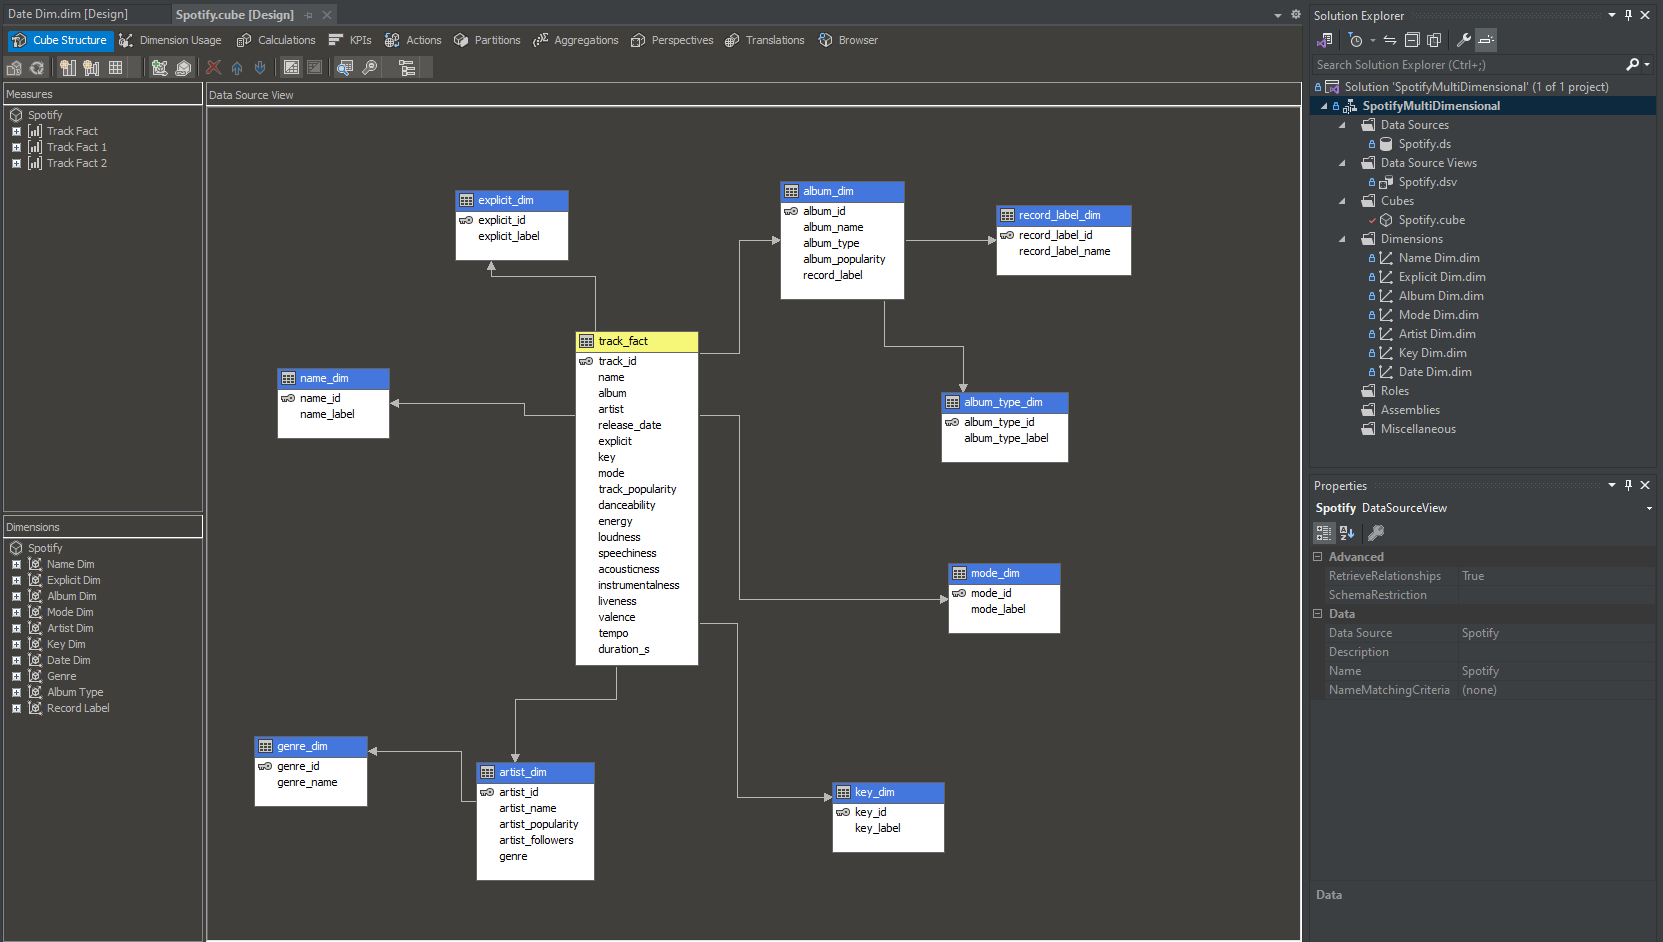 Date Dim.dim [Design]
Spotify.cube [Design]
Cube Structure
Dimension Usage
Calculations
KPIs
Actions
Partitions
Aggregations
Perspectives
Translations
Browser
Measures
Spotify
Track Fact
Track Fact 1
Track Fact 2
Dimensions
Spotify
Name Dim
Explicit Dim
Album Dim
Mode Dim
Artist Dim
Key Dim
Date Dim
Genre
Album Type
Record Label
Data Source View
explicit_dim
explicit_id
explicit_label
album_dim
album_id
album_name
album_type
album_popularity
record_label
record_label_dim
record_label_id
record_label_name
track_fact
track_id
name
album
artist
release_date
explicit
key
mode
track_popularity
danceability
energy
loudness
speechiness
acousticness
instrumentalness
liveness
valence
tempo
duration_s
name_dim
name_id
name_label
album_type_dim
album_type_id
album_type_label
mode_dim
mode_id
mode_label
genre_dim
genre_id
genre_name
artist_dim
artist_id
artist_name
artist_popularity
artist_followers
genre
key_dim
key_id
key_label
Solution Explorer
Search Solution Explorer (Ctrl+;)
Solution 'SpotifyMultiDimensional' (1 of 1 project)
SpotifyMultiDimensional
Data Sources
Spotify.ds
Data Source Views
Spotify.dsv
Cubes
Spotify.cube
Dimensions
Name Dim.dim
Explicit Dim.dim
Album Dim.dim
Mode Dim.dim
Artist Dim.dim
Key Dim.dim
Date Dim.dim
Roles
Assemblies
Miscellaneous
Properties
Spotify DataSourceView
Advanced
RetrieveRelationships True
SchemaRestriction
Data
Data Source Spotify
Description
Name Spotify
NameMatchingCriteria (none)
Data